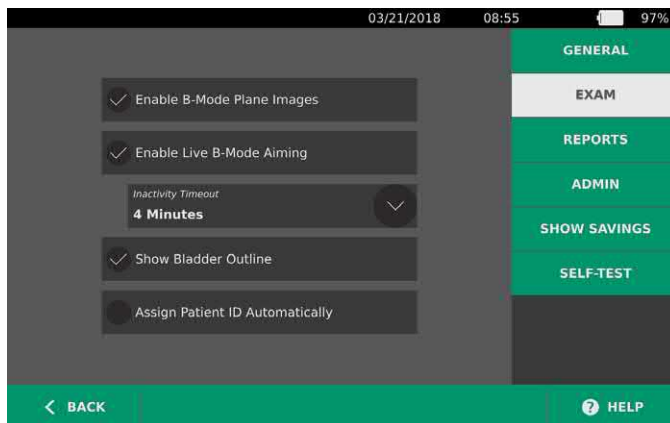 03/21/2018 08:55 97%
GENERAL
Enable B-Mode Plane Images
EXAM
Enable Live B-Mode Aiming
REPORTS
Inactivity Timeout
4 Minutes
ADMIN
SHOW SAVINGS
Show Bladder Outline
SELF-TEST
Assign Patient ID Automatically
BACK
? HELP